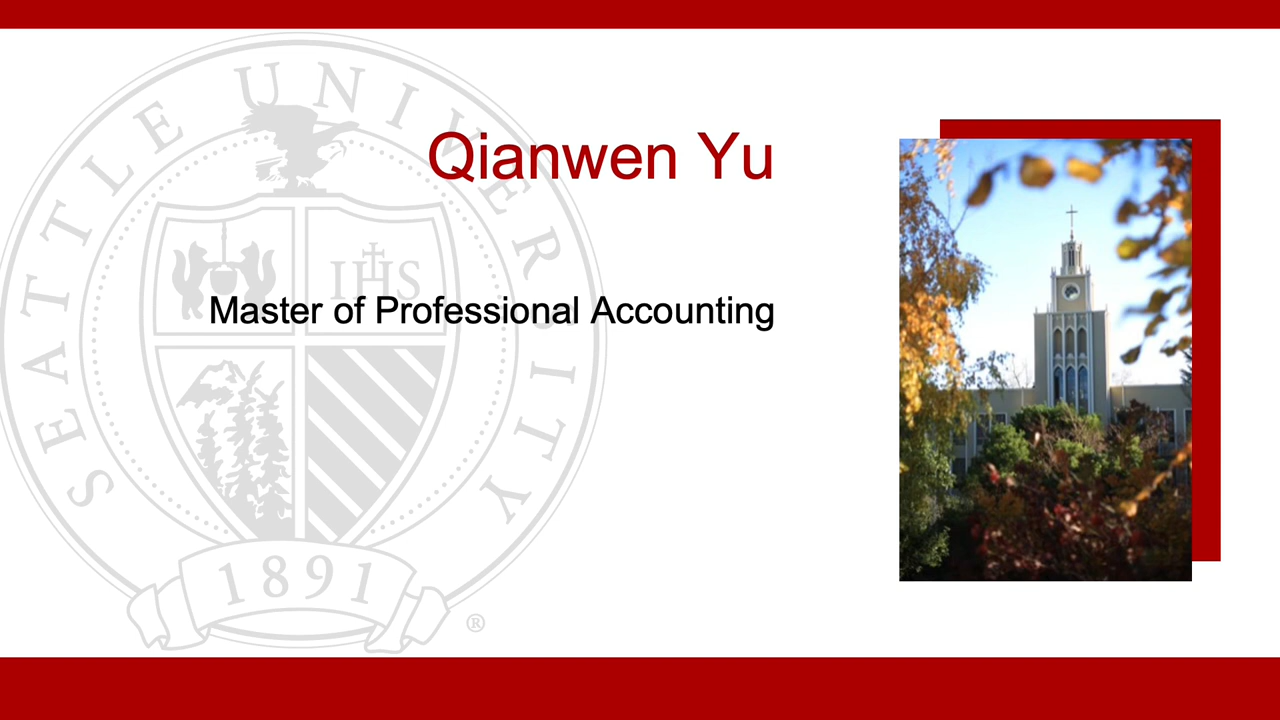 SEATTLE UNIVERSITY
Qianwen Yu
IHS
Master of Professional Accounting
1891
®